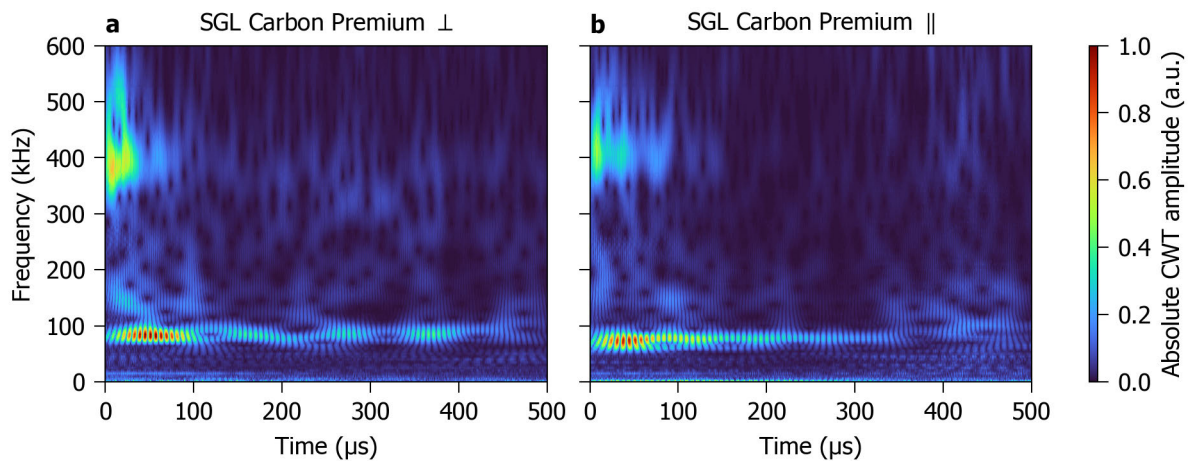 a SGL Carbon Premium ⊥
b SGL Carbon Premium ∥
600
500
400
300
200
100
0
Frequency (kHz)
0 100 200 300 400 500
Time (µs)
0 100 200 300 400 500
Time (µs)
1.0
0.8
0.6
0.4
0.2
0.0
Absolute CWT amplitude (a.u.)